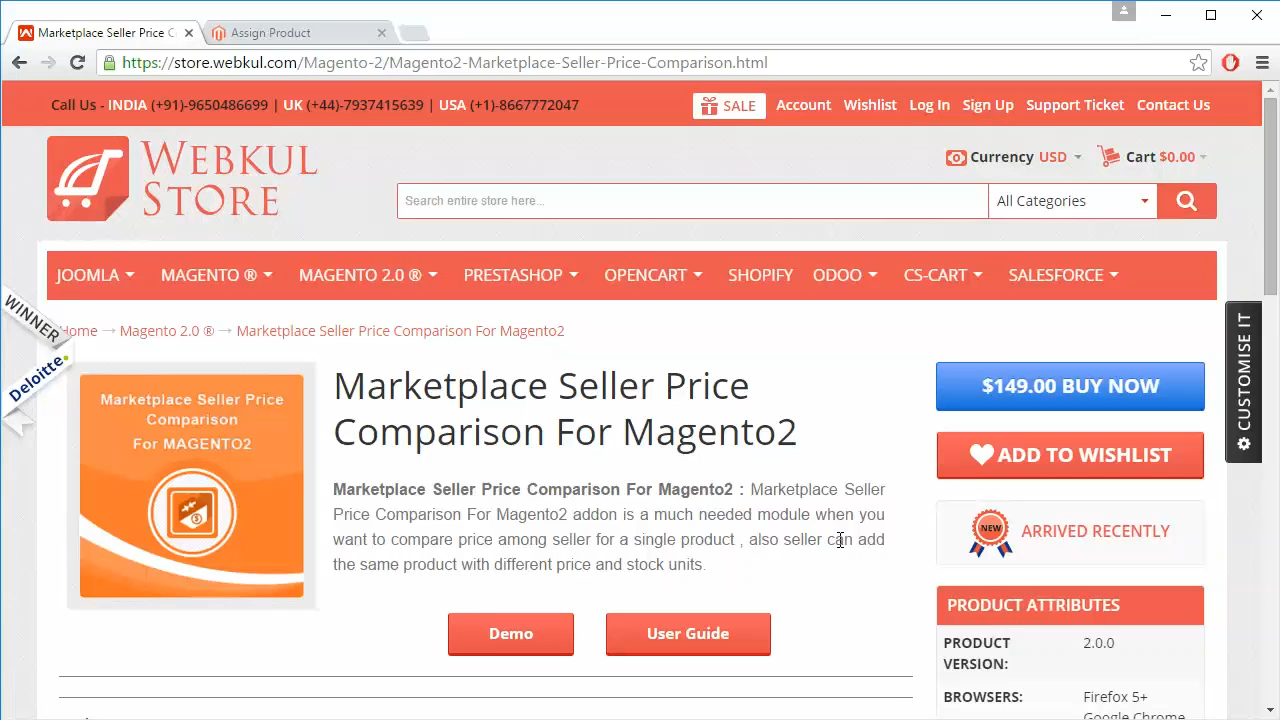 Marketplace Seller Price C
Assign Product
https://store.webkul.com/Magento-2/Magento2-Marketplace-Seller-Price-Comparison.html
Call Us - INDIA (+91)-9650486699 | UK (+44)-7937415639 | USA (+1)-8667772047
SALE Account Wishlist Log In Sign Up Support Ticket Contact Us
WEBKUL
STORE
Currency USD Cart $0.00
Search entire store here... All Categories
JOOMLA MAGENTO ® MAGENTO 2.0 ® PRESTASHOP OPENCART SHOPIFY ODOO CS-CART SALESFORCE
WINNER
Deloitte.
Home → Magento 2.0 ® → Marketplace Seller Price Comparison For Magento2
Marketplace Seller Price
Comparison
For MAGENTO2
Marketplace Seller Price
Comparison For Magento2
Marketplace Seller Price Comparison For Magento2 : Marketplace Seller
Price Comparison For Magento2 addon is a much needed module when you
want to compare price among seller for a single product , also seller can add
the same product with different price and stock units.
Demo
User Guide
$149.00 BUY NOW
ADD TO WISHLIST
NEW
ARRIVED RECENTLY
PRODUCT ATTRIBUTES
PRODUCT 2.0.0
VERSION:
BROWSERS: Firefox 5+
Google Chrome
CUSTOMISE IT